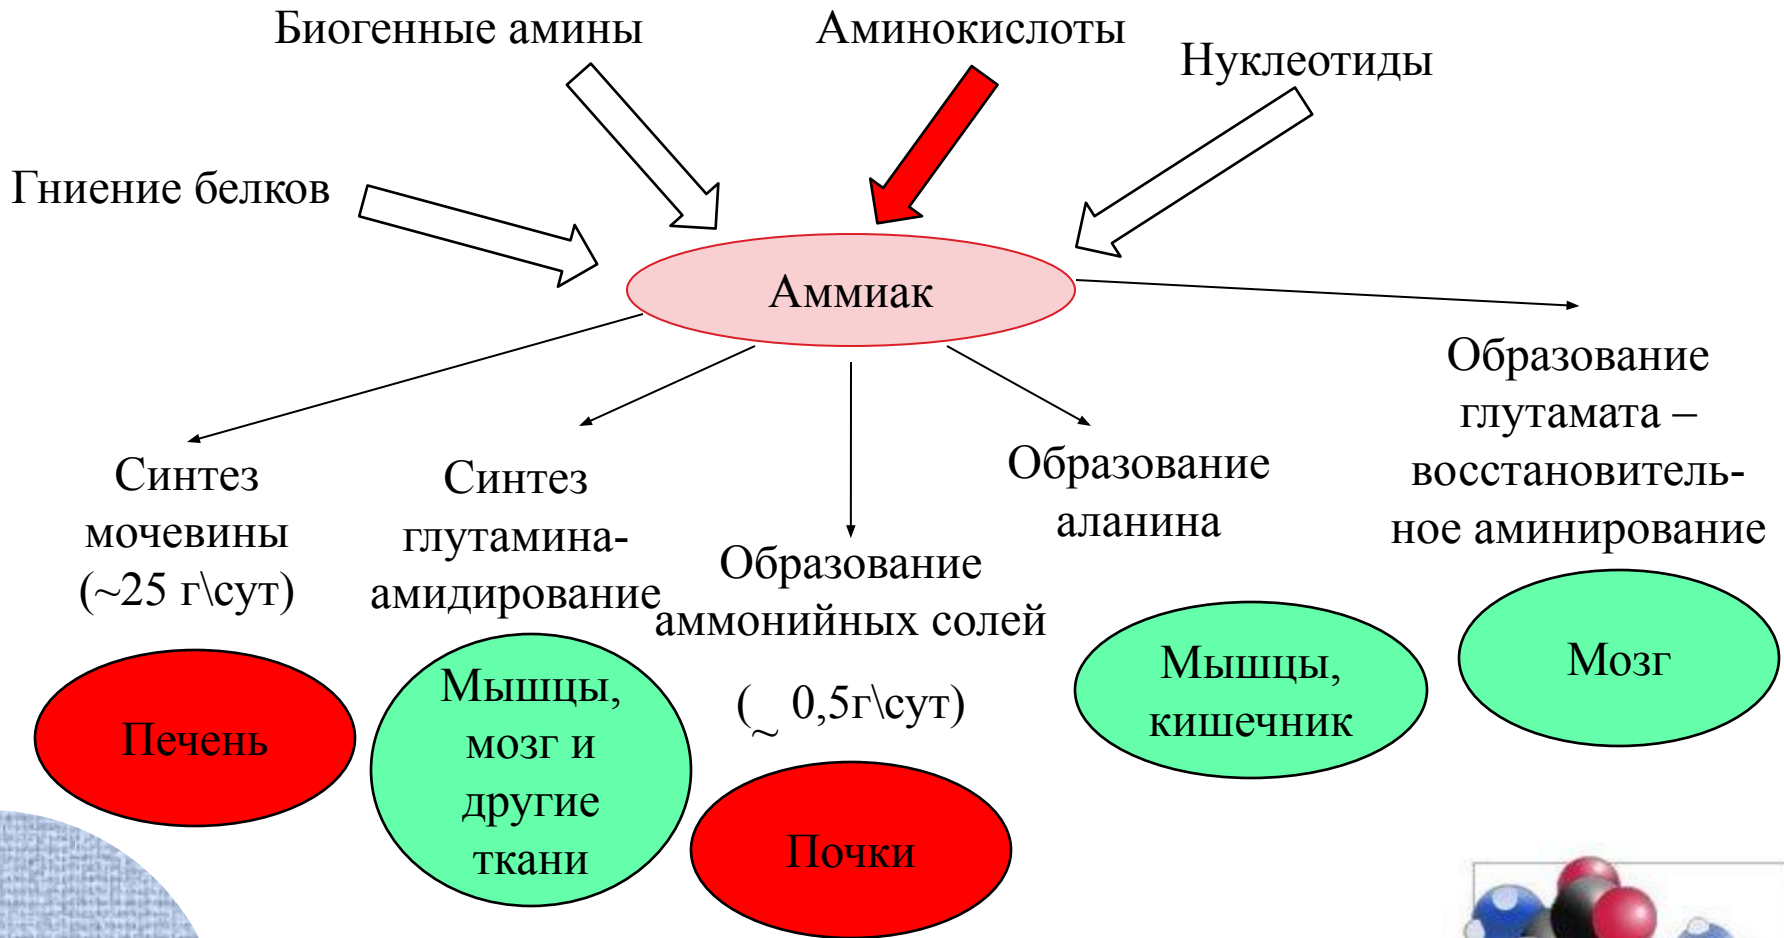 Биогенные амины
Аминокислоты
Нуклеотиды
Гниение белков
Аммиак
Синтез
мочевины
(~25 г\сут)
Печень
Синтез
глутамина-
амидирование
Мышцы,
мозг и
другие
ткани
Образование
аммонийных солей
(~ 0,5г\сут)
Почки
Образование
аланина
Мышцы,
кишечник
Образование
глутамата –
восстановитель-
ное аминирование
Мозг